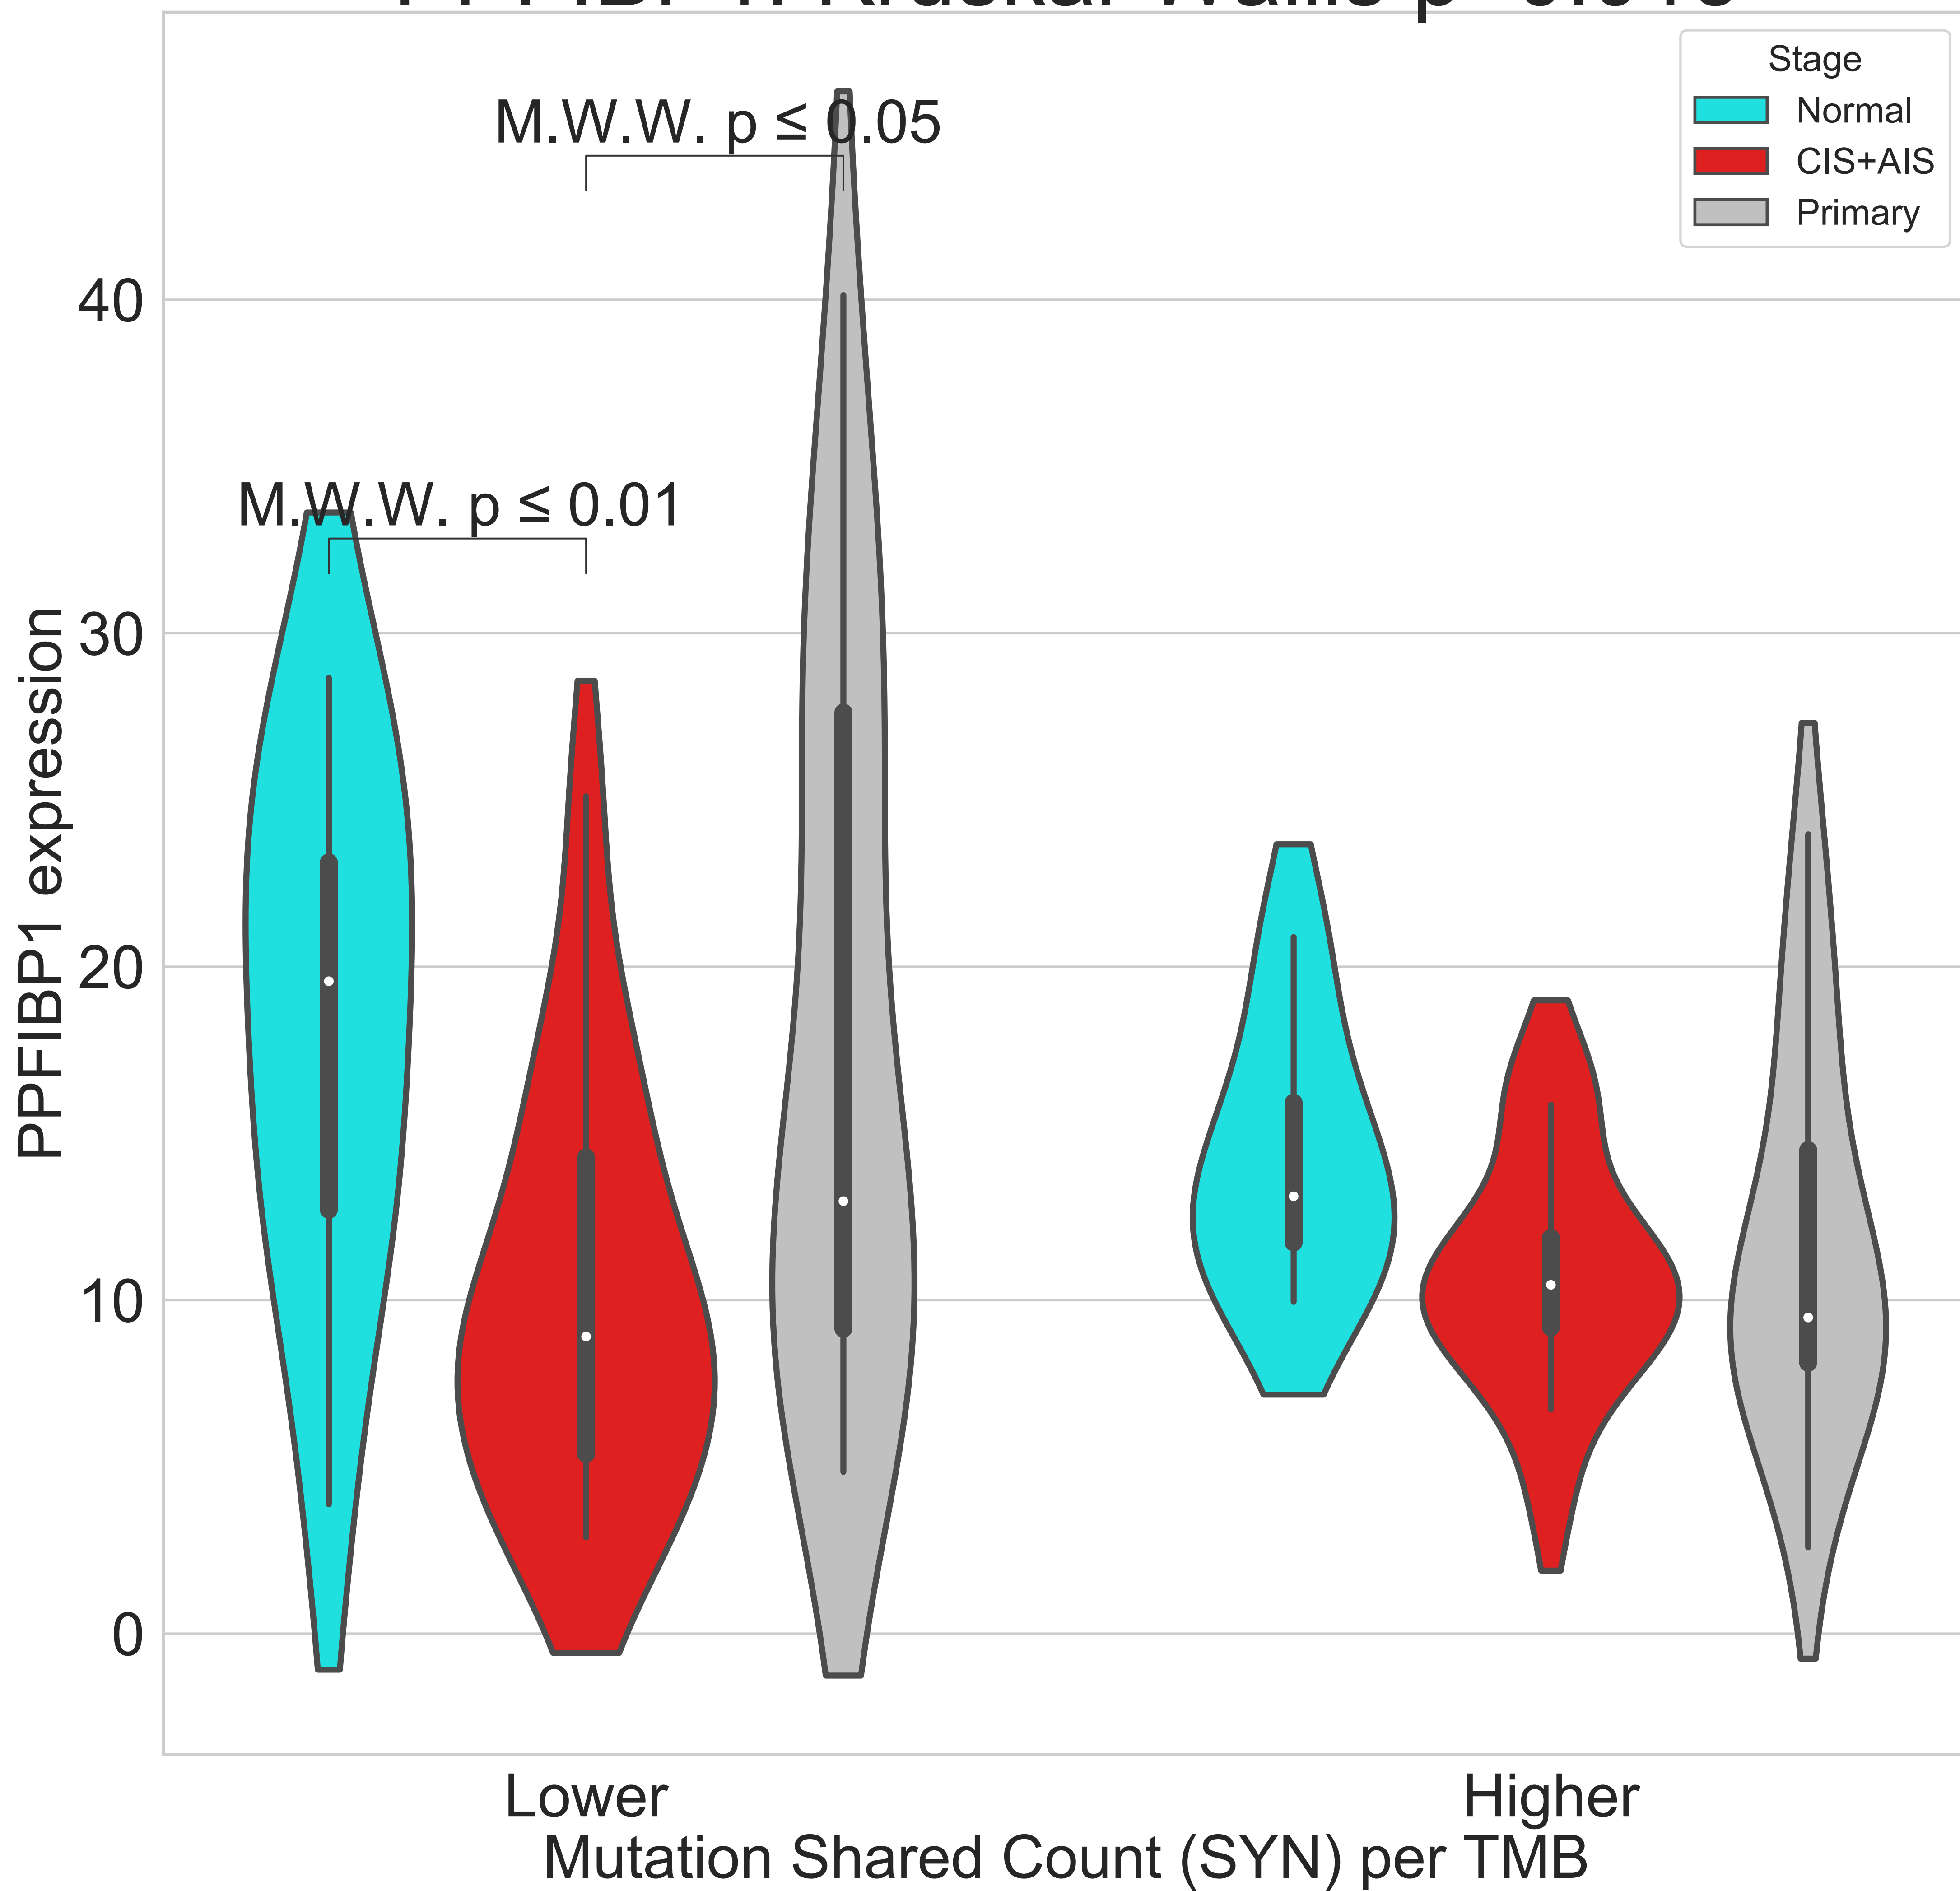 Stage
Normal
CIS+AIS
Primary
M.W.W. p ≤ 0.05
M.W.W. p ≤ 0.01
40
30
20
10
0
PPFIBP1 expression
Lower
Higher
Mutation Shared Count (SYN) per TMB